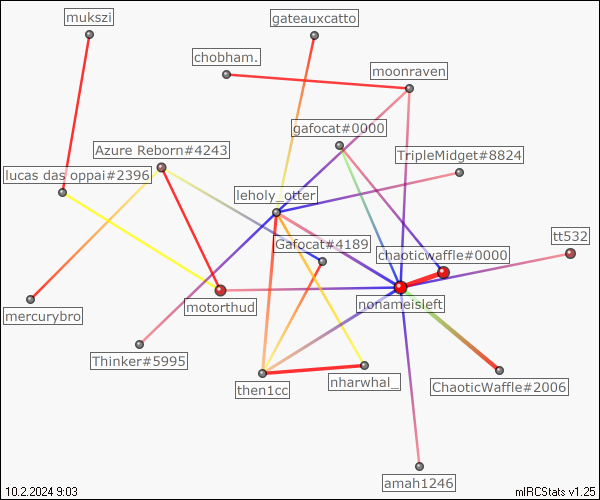 mukszi
gateauxcatto
chobham.
moonraven
gafocat#0000
Azure Reborn#4243
TripleMidget#8824
lucas das oppai#2396
leholy_otter
tt532
Gafocat#4189
chaoticwaffle#0000
nonameisleft
motorthud
mercurybro
Thinker#5995
then1cc
nharwhal_
ChaoticWaffle#2006
amah1246
10.2.2024 9:03
mIRCStats v1.25